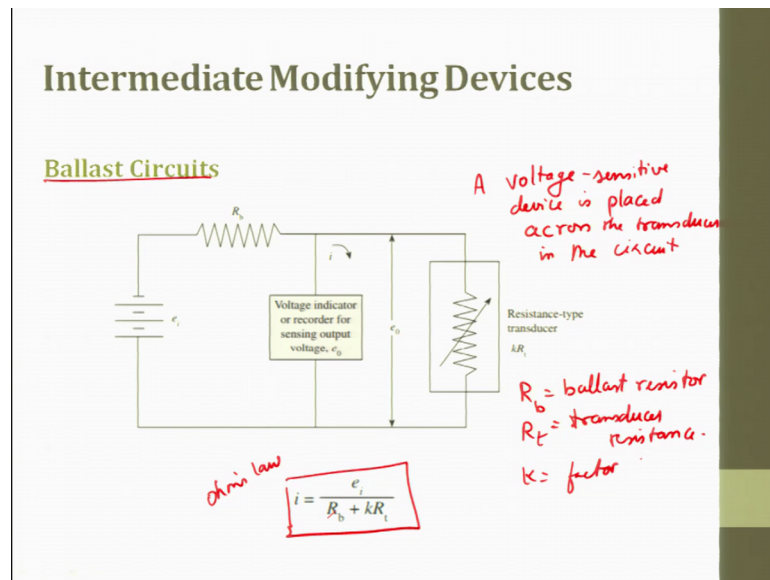 Intermediate Modifying Devices
Ballast Circuits
A voltage-sensitive
device is placed
across the transducer
in the circuit
R_b
i
e_i
Voltage indicator
or recorder for
sensing output
voltage, e_0
e_0
Resistance-type
transducer
kR_t
R_b = ballast resistor
R_t = transducer
resistance.
K = factor
ohm's law
i = e_i / (R_b + kR_t)